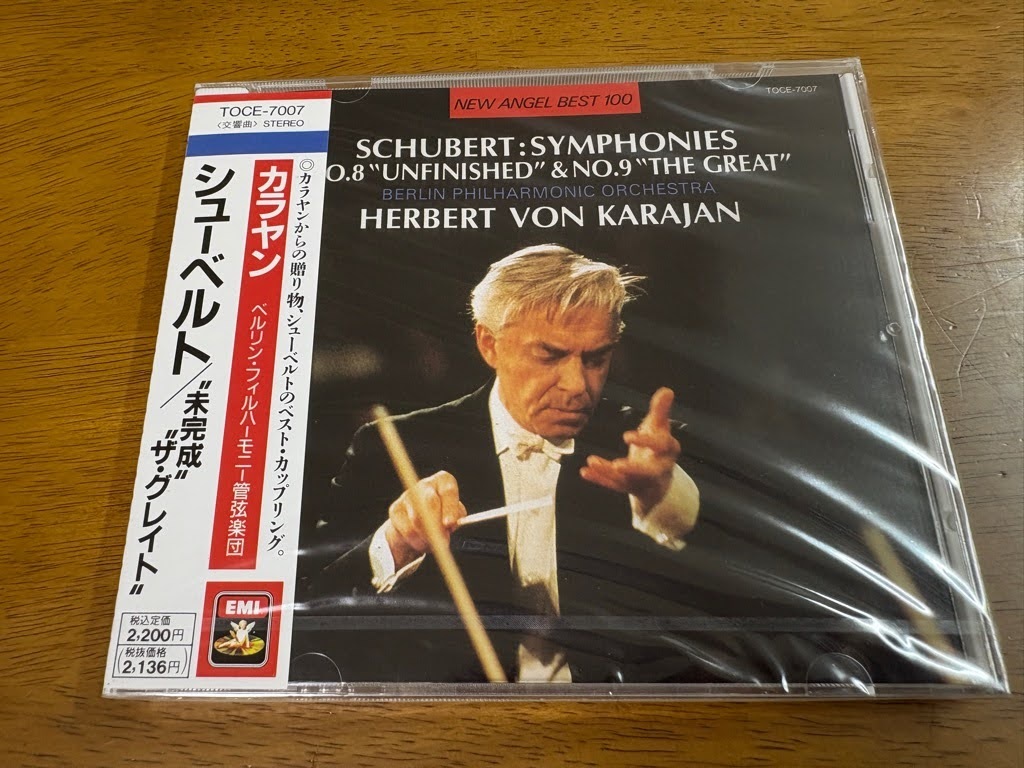 TOCE-7007
〈交響曲〉 STEREO
カラヤン
ベルリン・フィルハーモニー管弦楽団
◎カラヤンからの贈り物、シューベルトのベスト・カップリング。
シューベルト/"未完成"
"ザ・グレイト"
EMI
税込定価
2,200円
(税抜価格
2,136円)
NEW ANGEL BEST 100
TOCE-7007
SCHUBERT:SYMPHONIES
O.8 "UNFINISHED" & NO.9 "THE GREAT"
BERLIN PHILHARMONIC ORCHESTRA
HERBERT VON KARAJAN